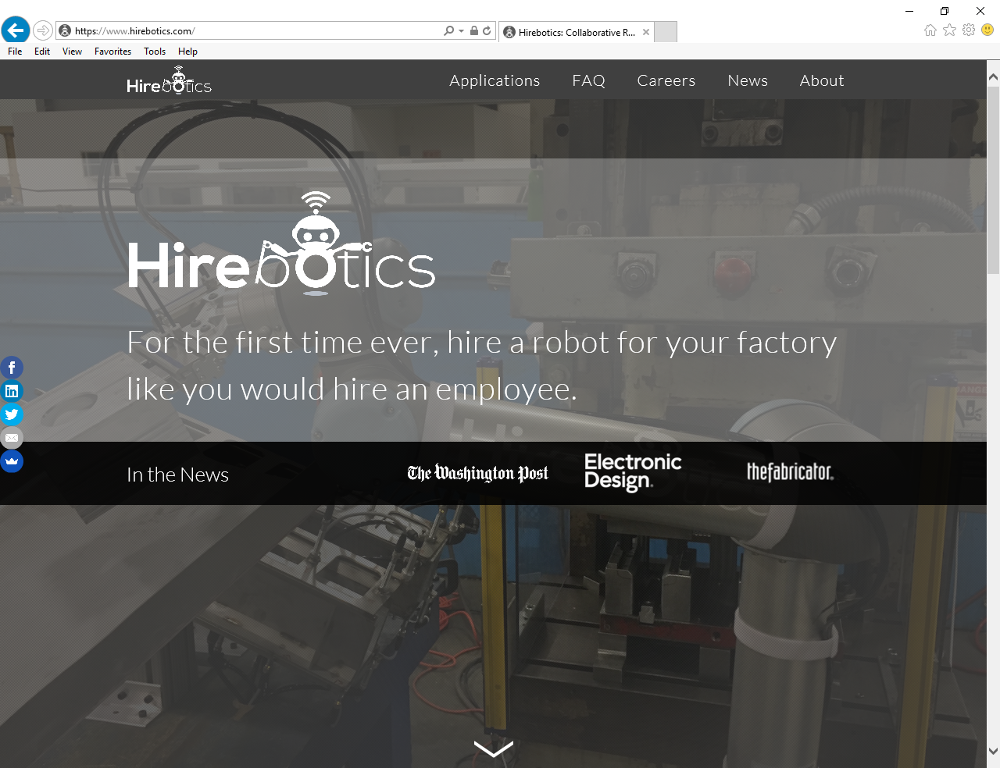 https://www.hirebotics.com/
Hirebotics: Collaborative R...
File Edit View Favorites Tools Help
Hirebotics
Applications FAQ Careers News About
Hirebotics
For the first time ever, hire a robot for your factory
like you would hire an employee.
In the News
The Washington Post
Electronic
Design
thefabricator